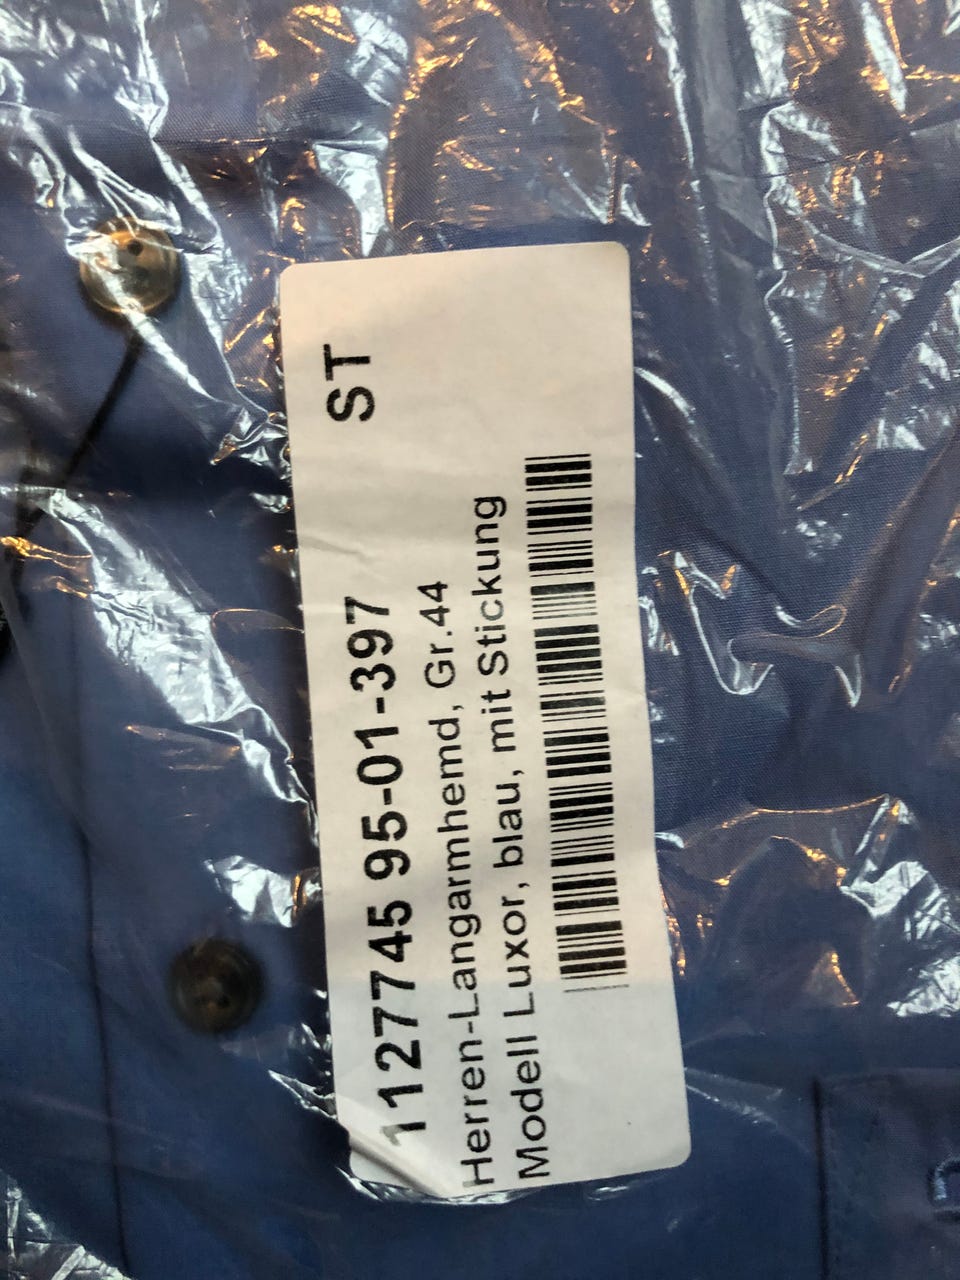 1127745 95-01-397 ST
Herren-Langarmhemd, Gr.44
Modell Luxor, blau, mit Stickung